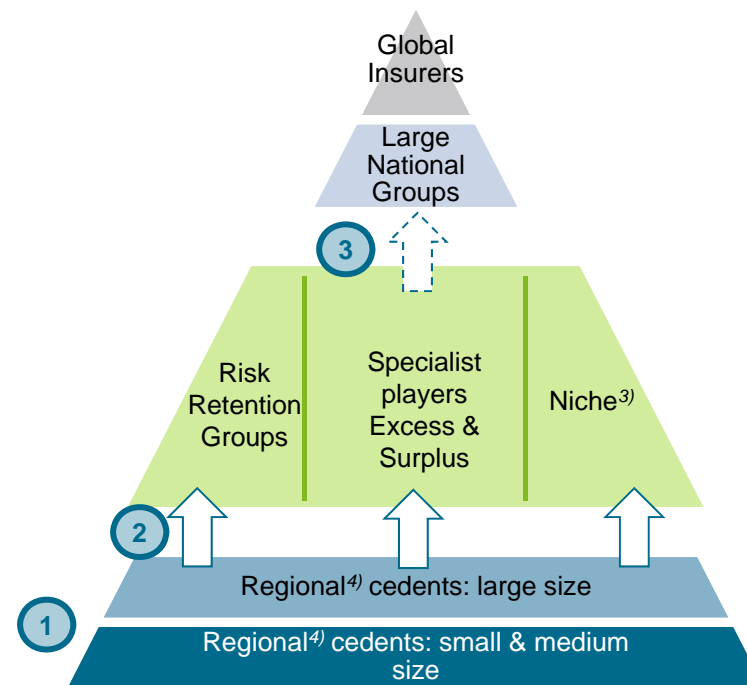 Global
Insurers
Large
National
Groups
3
Risk
Retention
Groups
Specialist
players
Excess &
Surplus
Niche3)
2
Regional4) cedents: large size
1
Regional4) cedents: small & medium
size